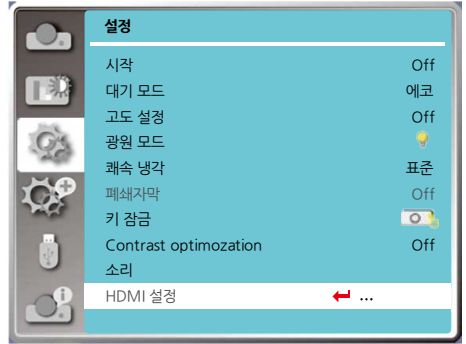 설정
시작 Off
대기 모드 에코
고도 설정 Off
광원 모드
쾌속 냉각 표준
폐쇄자막 Off
키 잠금
Contrast optimozation Off
소리
HDMI 설정 ...